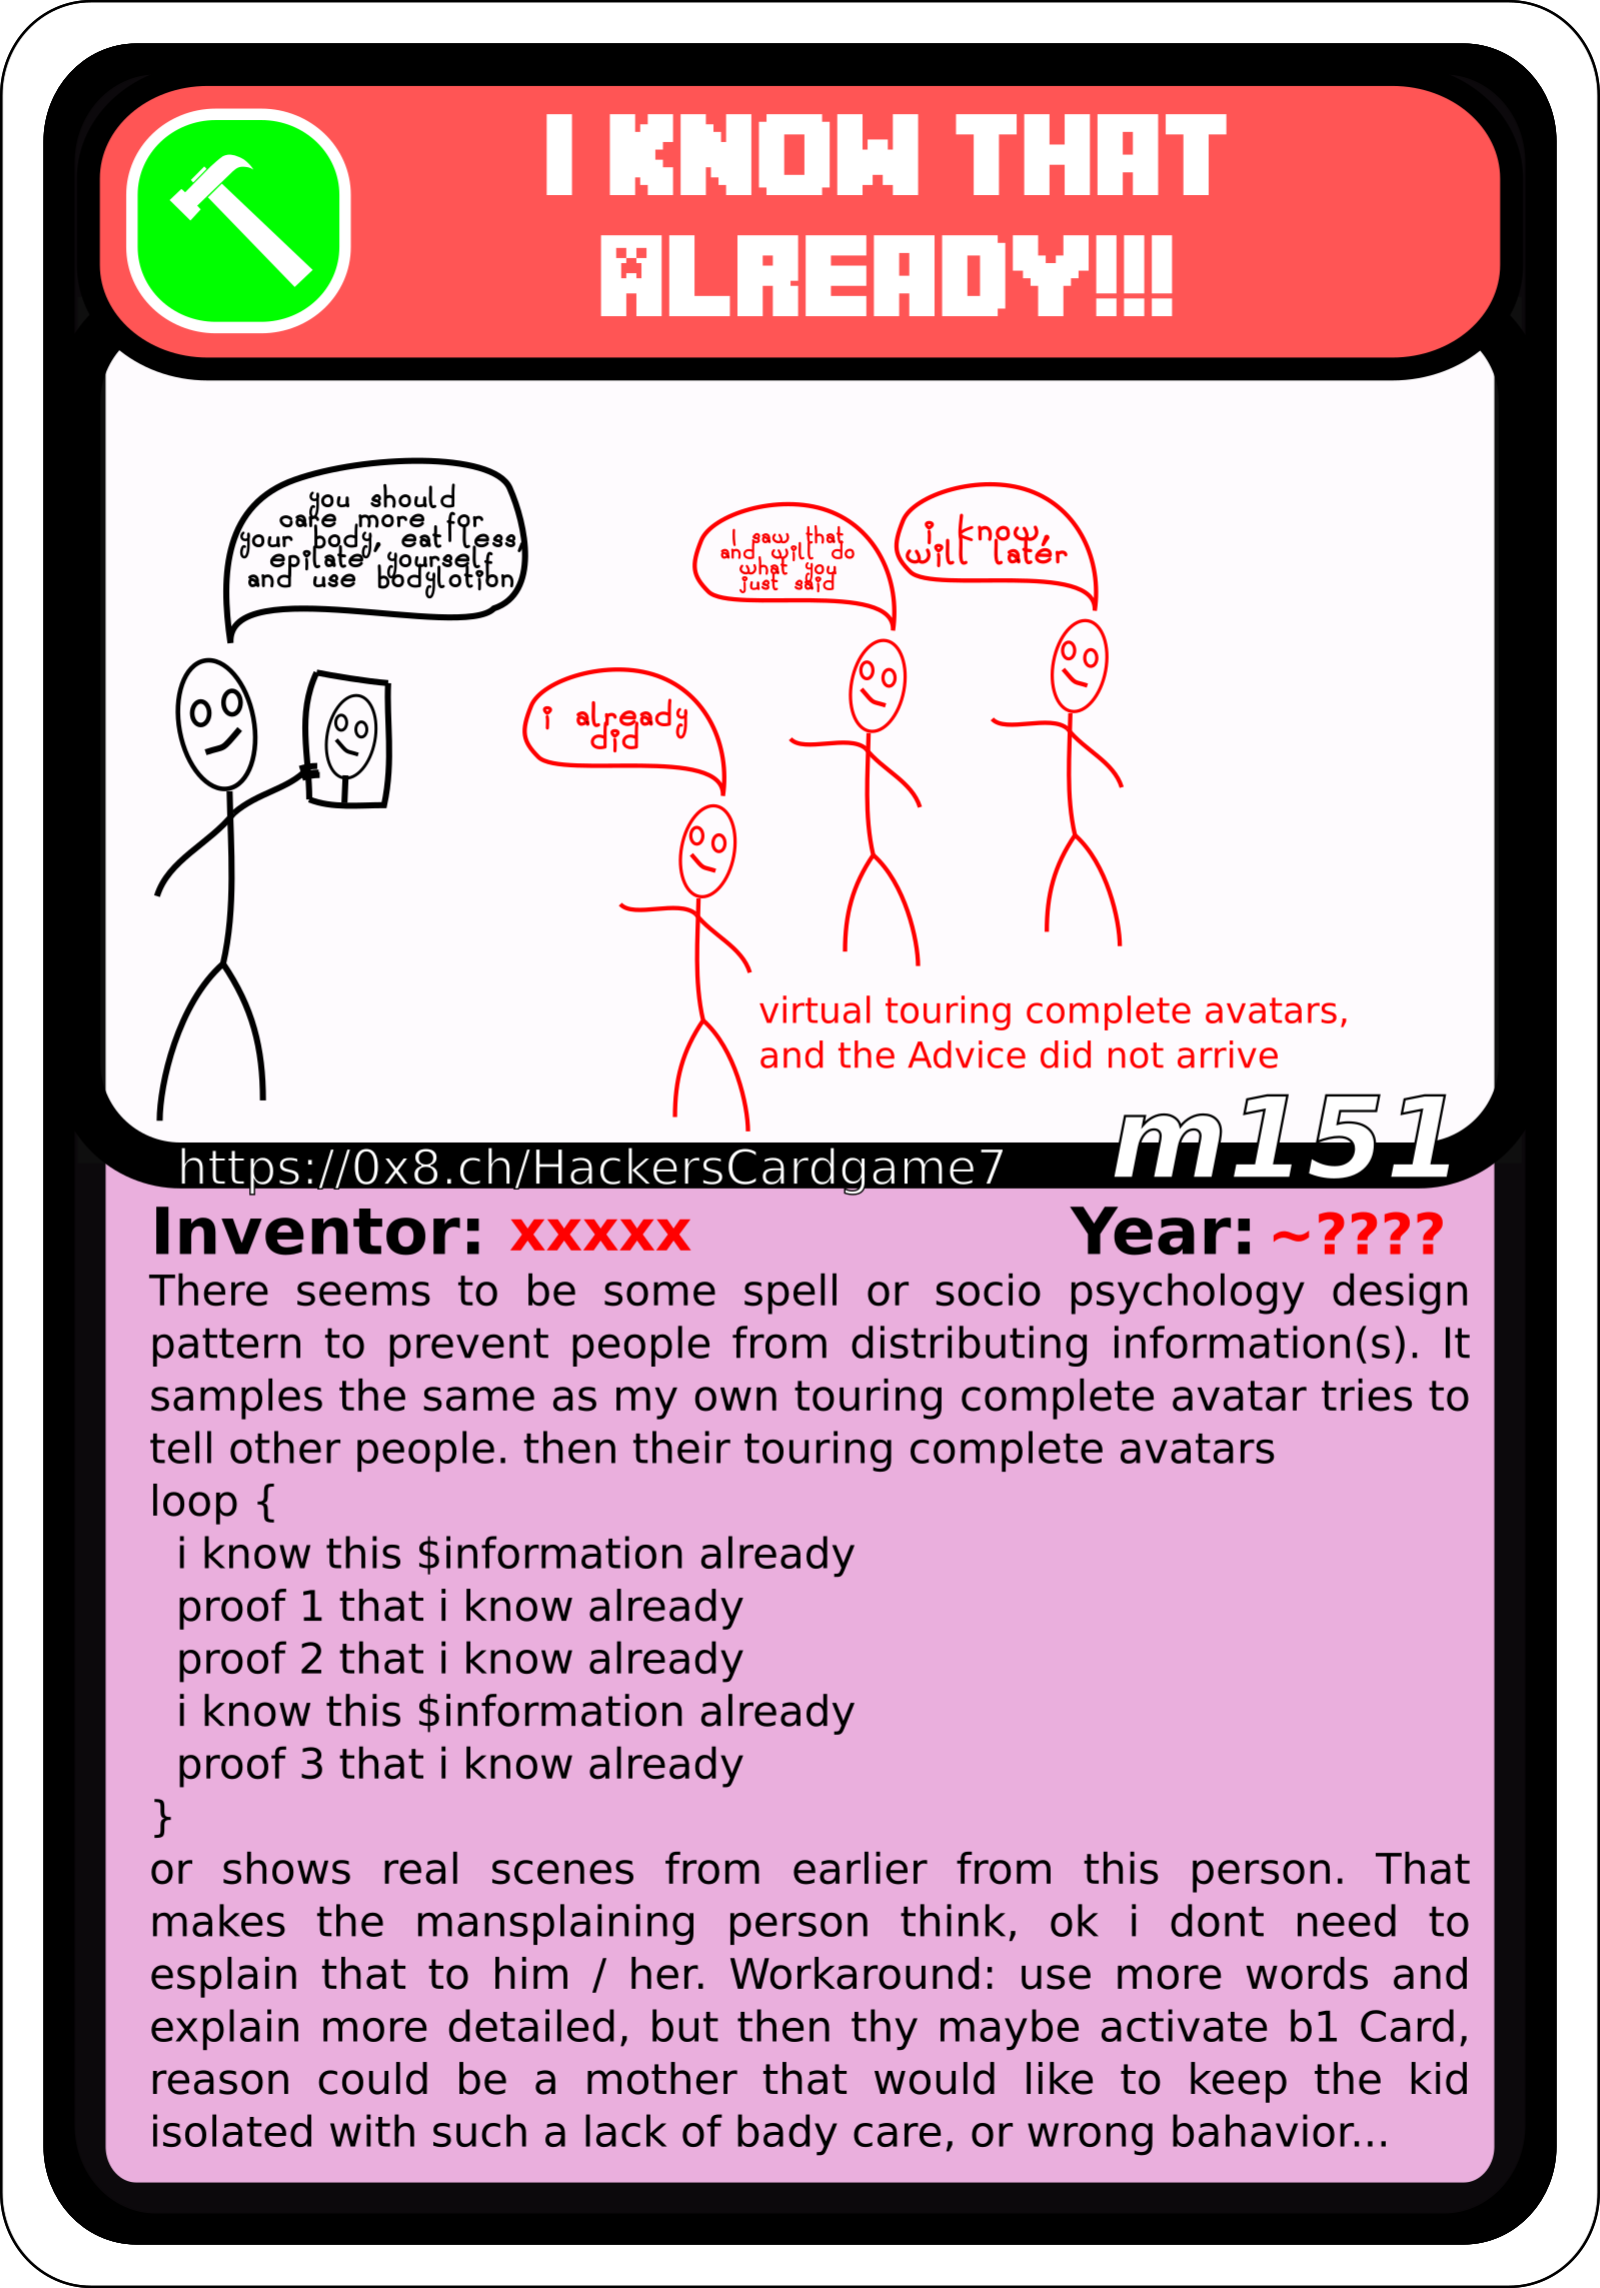 I KNOW THAT
ALREADY!!!
you should
care more for
your body, eat less,
epilate yourself
and use bodylotion
I saw that
and will do
what you
just said
i know,
will later
i already
did
virtual touring complete avatars,
and the Advice did not arrive
m151
https://0x8.ch/HackersCardgame7
Inventor: xxxxx Year: ~????
There seems to be some spell or socio psychology design
pattern to prevent people from distributing information(s). It
samples the same as my own touring complete avatar tries to
tell other people. then their touring complete avatars
loop {
i know this $information already
proof 1 that i know already
proof 2 that i know already
i know this $information already
proof 3 that i know already
}
or shows real scenes from earlier from this person. That
makes the mansplaining person think, ok i dont need to
esplain that to him / her. Workaround: use more words and
explain more detailed, but then thy maybe activate b1 Card,
reason could be a mother that would like to keep the kid
isolated with such a lack of bady care, or wrong bahavior...